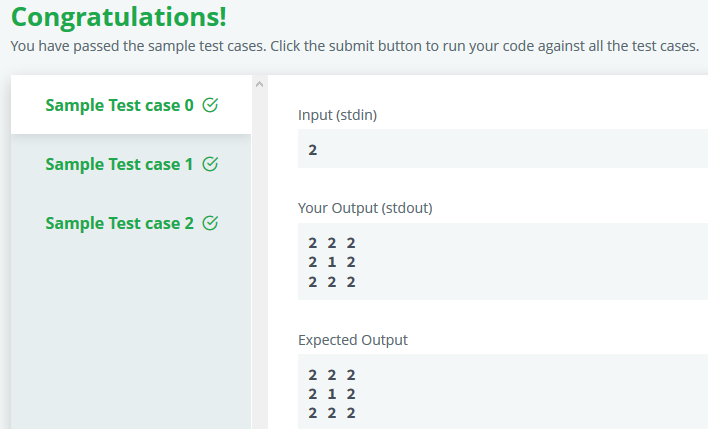 Congratulations!
You have passed the sample test cases. Click the submit button to run your code against all the test cases.
Sample Test case 0
Sample Test case 1
Sample Test case 2
Input (stdin)
2
Your Output (stdout)
2 2 2
2 1 2
2 2 2
Expected Output
2 2 2
2 1 2
2 2 2